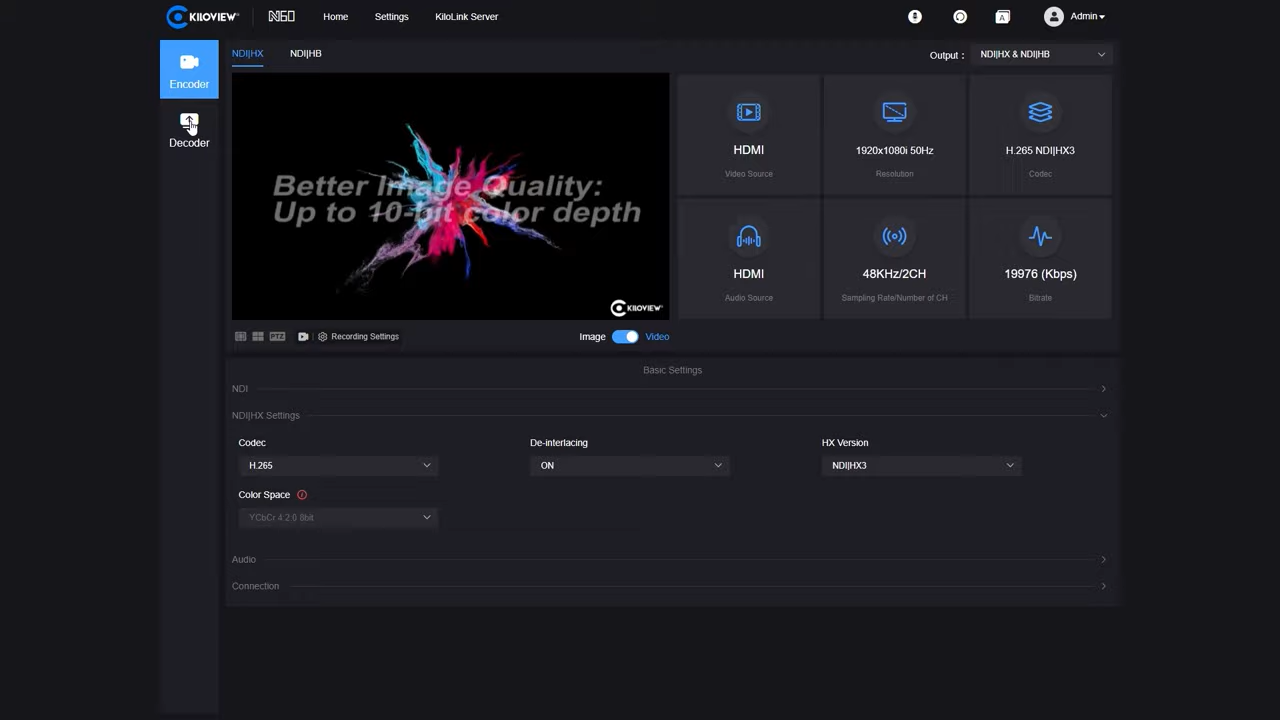 KILOVIEW N60 Home Settings KiloLink Server A Admin
Encoder
Decoder
NDI|HX NDI|HB
Output : NDI|HX & NDI|HB
Better Image Quality:
Up to 10-bit color depth
KILOVIEW
HDMI
Video Source
1920x1080i 50Hz
Resolution
H.265 NDI|HX3
Codec
HDMI
Audio Source
48KHz/2CH
Sampling Rate/Number of CH
19976 (Kbps)
Bitrate
PTZ Recording Settings
Image Video
Basic Settings
NDI
NDI|HX Settings
Codec De-interlacing HX Version
H.265 ON NDI|HX3
Color Space
YCbCr 4:2:0 8bit
Audio
Connection